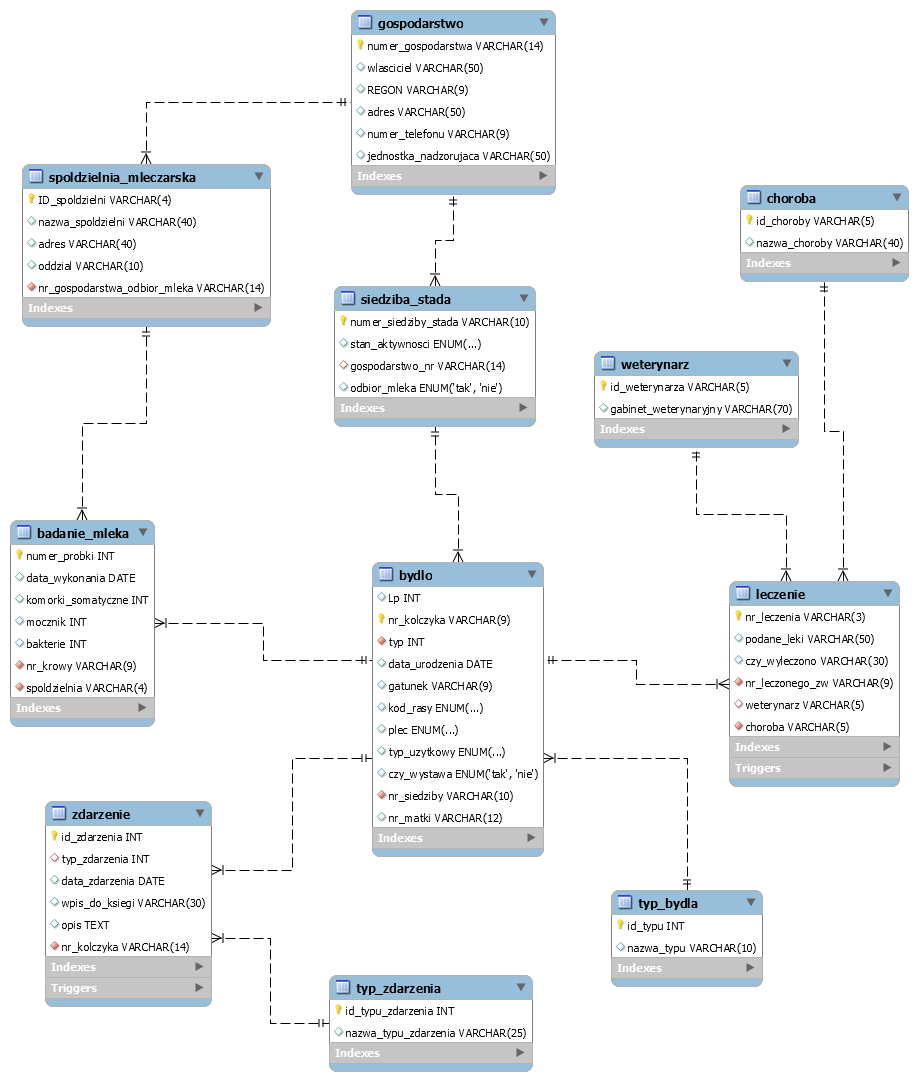 gospodarstwo
numer_gospodarstwa VARCHAR(14)
wlasciciel VARCHAR(50)
REGON VARCHAR(9)
adres VARCHAR(50)
numer_telefonu VARCHAR(9)
jednostka_nadzorujaca VARCHAR(50)
Indexes
spoldzielnia_mleczarska
ID_spoldzielni VARCHAR(4)
nazwa_spoldzielni VARCHAR(40)
adres VARCHAR(40)
oddzial VARCHAR(10)
nr_gospodarstwa_odbior_mleka VARCHAR(14)
Indexes
choroba
id_choroby VARCHAR(5)
nazwa_choroby VARCHAR(40)
Indexes
siedziba_stada
numer_siedziby_stada VARCHAR(10)
stan_aktywnosci ENUM(...)
gospodarstwo_nr VARCHAR(14)
odbior_mleka ENUM('tak', 'nie')
Indexes
weterynarz
id_weterynarza VARCHAR(5)
gabinet_weterynaryjny VARCHAR(70)
Indexes
badanie_mleka
numer_probki INT
data_wykonania DATE
komorki_somatyczne INT
mocznik INT
bakterie INT
nr_krowy VARCHAR(9)
spoldzielnia VARCHAR(4)
Indexes
bydlo
Lp INT
nr_kolczyka VARCHAR(9)
typ INT
data_urodzenia DATE
gatunek VARCHAR(9)
kod_rasy ENUM(...)
plec ENUM(...)
typ_uzytkowy ENUM(...)
czy_wystawa ENUM('tak', 'nie')
nr_siedziby VARCHAR(10)
nr_matki VARCHAR(12)
Indexes
leczenie
nr_leczenia VARCHAR(3)
podane_leki VARCHAR(50)
czy_wyleczono VARCHAR(30)
nr_leczonego_zw VARCHAR(9)
weterynarz VARCHAR(5)
choroba VARCHAR(5)
Indexes
Triggers
zdarzenie
id_zdarzenia INT
typ_zdarzenia INT
data_zdarzenia DATE
wpis_do_ksiegi VARCHAR(30)
opis TEXT
nr_kolczyka VARCHAR(14)
Indexes
Triggers
typ_bydla
id_typu INT
nazwa_typu VARCHAR(10)
Indexes
typ_zdarzenia
id_typu_zdarzenia INT
nazwa_typu_zdarzenia VARCHAR(25)
Indexes